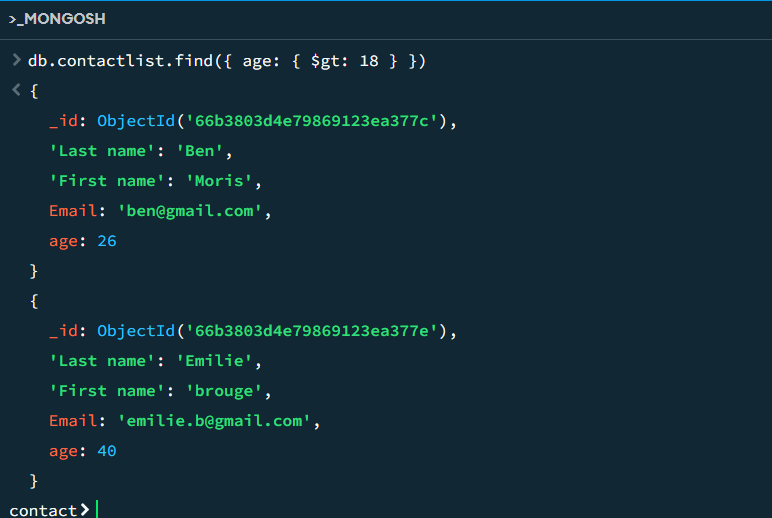 >_MONGOSH
> db.contactlist.find({ age: { $gt: 18 } })
< {
_id: ObjectId('66b3803d4e79869123ea377c'),
'Last name': 'Ben',
'First name': 'Moris',
Email: 'ben@gmail.com',
age: 26
}
{
_id: ObjectId('66b3803d4e79869123ea377e'),
'Last name': 'Emilie',
'First name': 'brouge',
Email: 'emilie.b@gmail.com',
age: 40
}
contact>